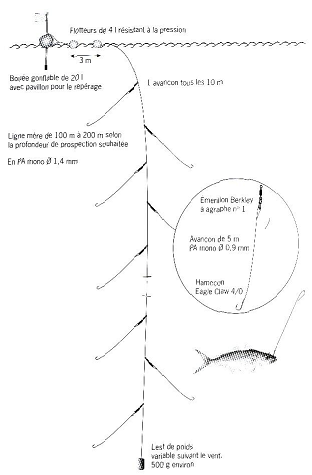 Flotteurs de 4 l résistant à la pression
3 m
Bouée gonflable de 20 l
avec pavillon pour le repérage
1 avançon tous les 10 m
Ligne mère de 100 m à 200 m selon
la profondeur de prospection souhaitée
En PA mono Ø 1,4 mm
Emerillon Berkley
à agraphe n° 1
Avançon de 5 m
PA mono Ø 0,9 mm
Hameçon
Eagle Claw 4/0
Lest de poids
variable suivant le vent.
500 g environ